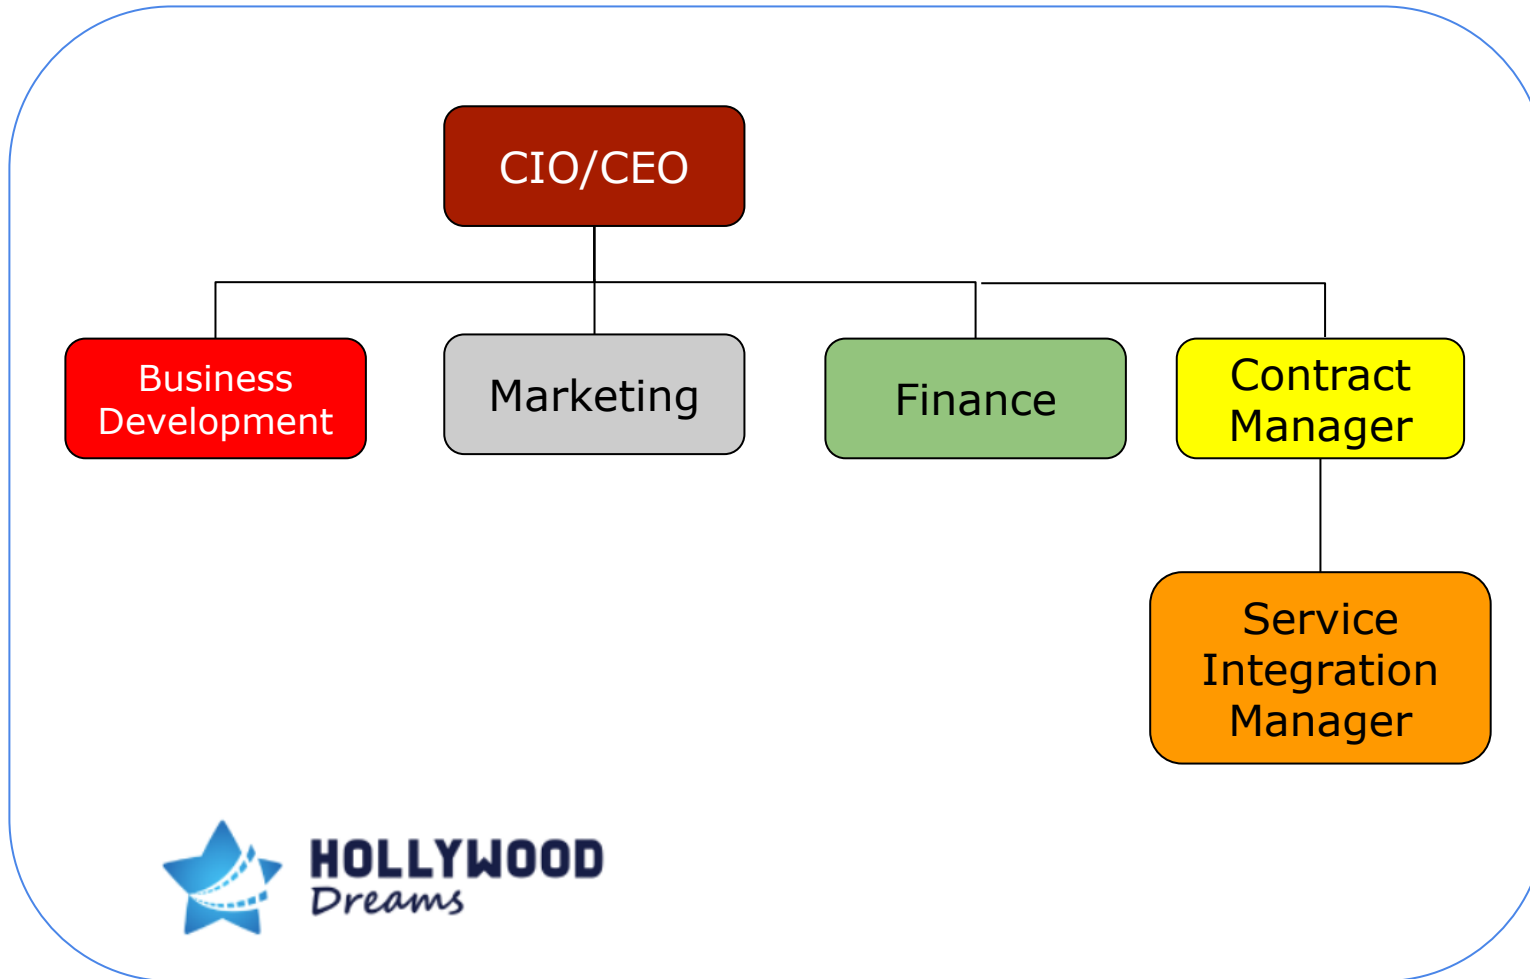 CIO/CEO
Business
Development
Marketing
Finance
Contract
Manager
Service
Integration
Manager
HOLLYWOOD
Dreams